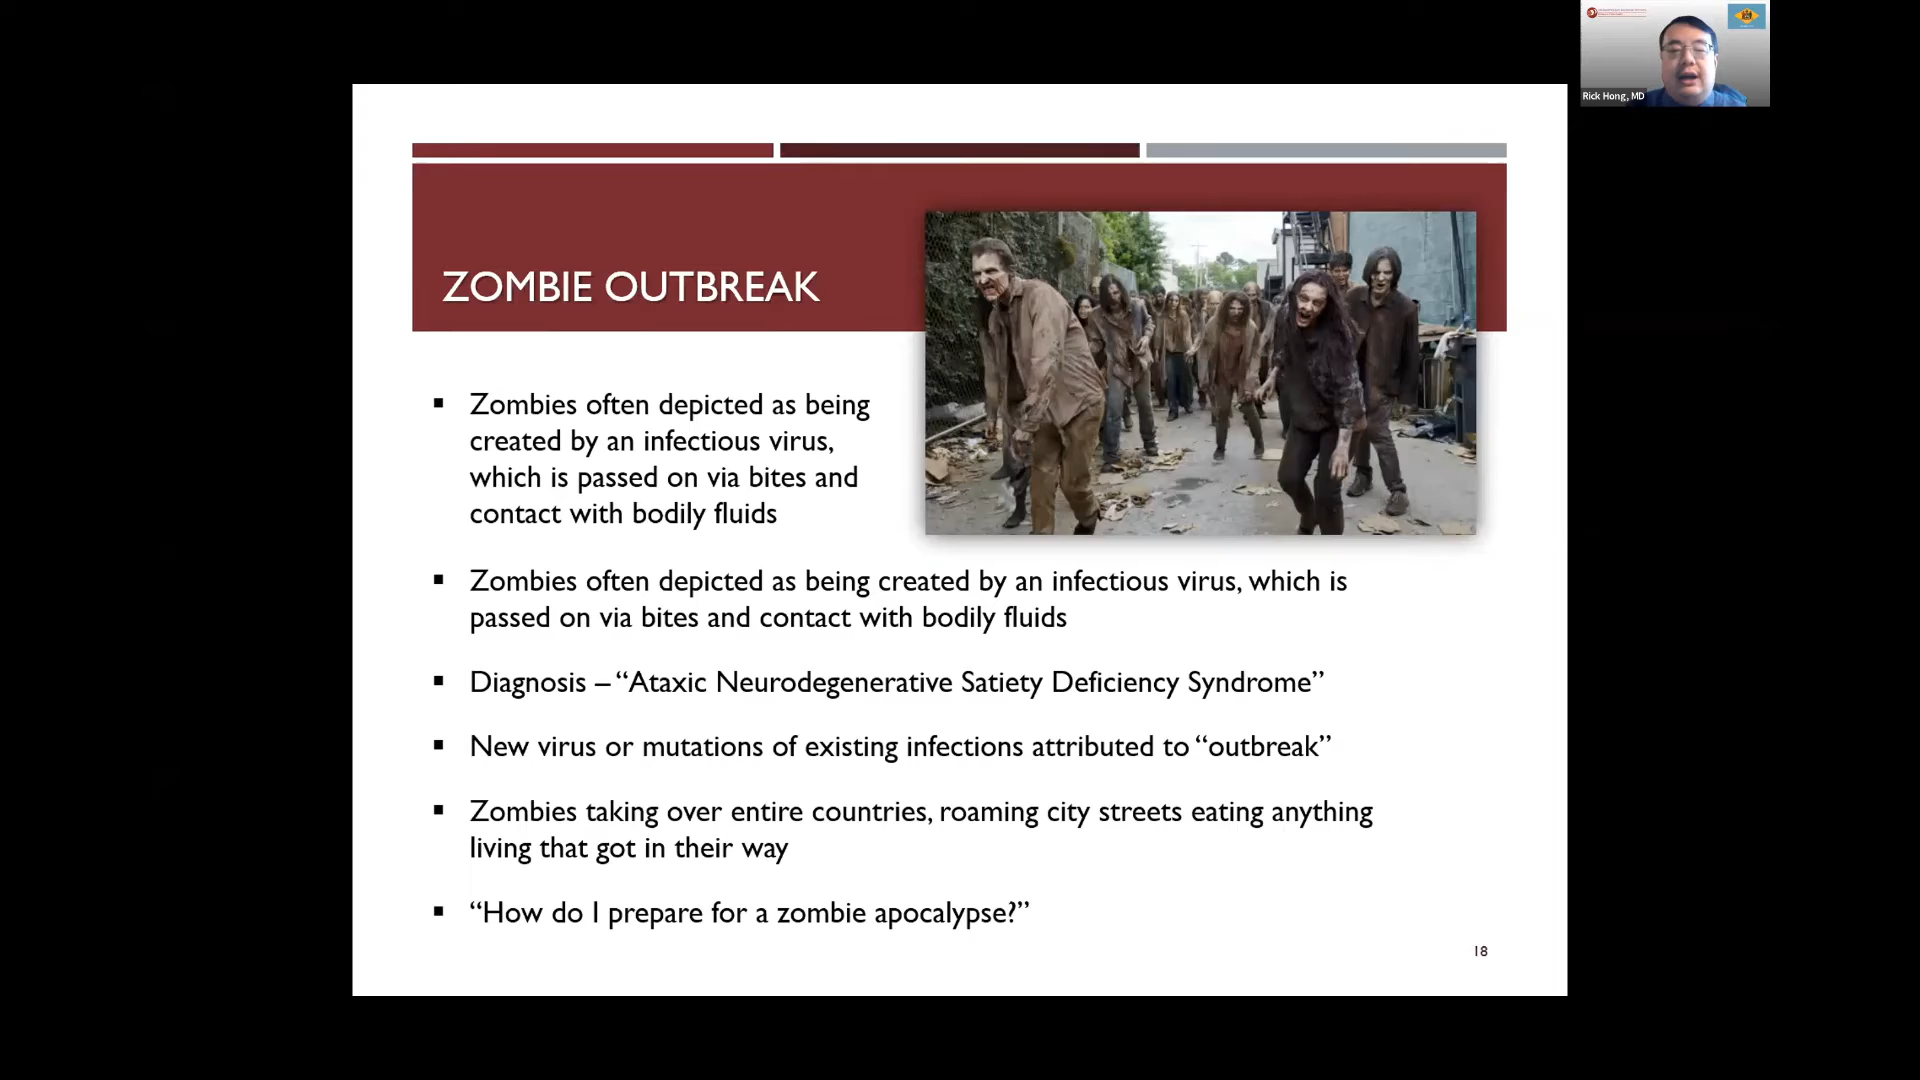 Rick Hong, MD
ZOMBIE OUTBREAK
▪ Zombies often depicted as being
created by an infectious virus,
which is passed on via bites and
contact with bodily fluids
▪ Zombies often depicted as being created by an infectious virus, which is
passed on via bites and contact with bodily fluids
▪ Diagnosis – “Ataxic Neurodegenerative Satiety Deficiency Syndrome”
▪ New virus or mutations of existing infections attributed to “outbreak”
▪ Zombies taking over entire countries, roaming city streets eating anything
living that got in their way
▪ “How do I prepare for a zombie apocalypse?”
18